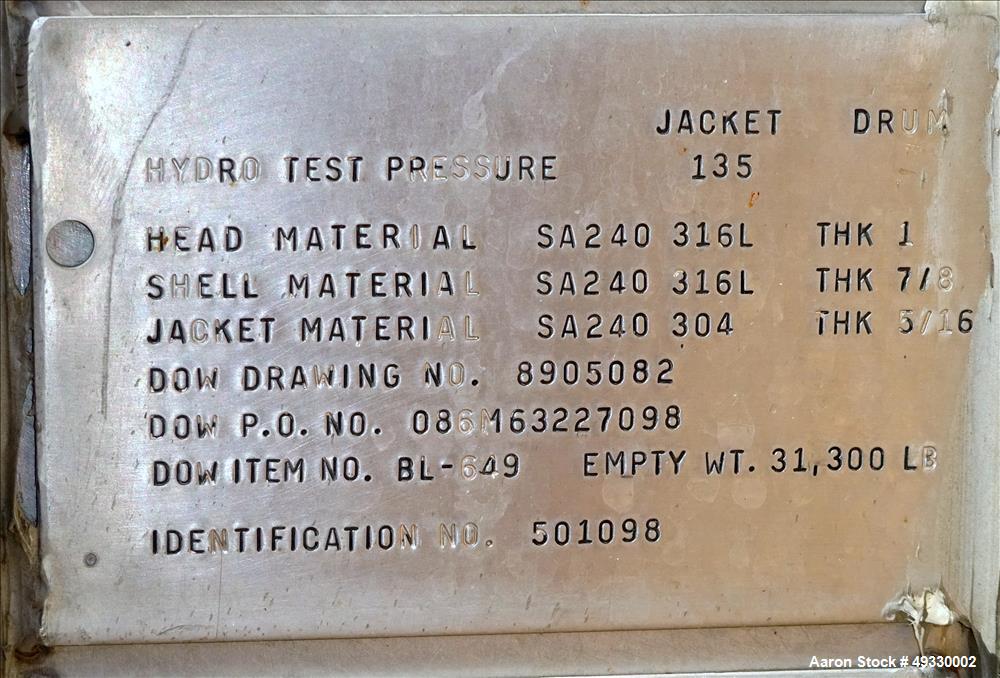 JACKET DRUM
HYDRO TEST PRESSURE 135
HEAD MATERIAL SA240 316L THK 1
SHELL MATERIAL SA240 316L THK 7/8
JACKET MATERIAL SA240 304 THK 5/16
DOW DRAWING NO. 8905082
DOW P.O. NO. 086M63227098
DOW ITEM NO. BL-649 EMPTY WT. 31,300 LB
IDENTIFICATION NO. 501098
Aaron Stock # 49330002